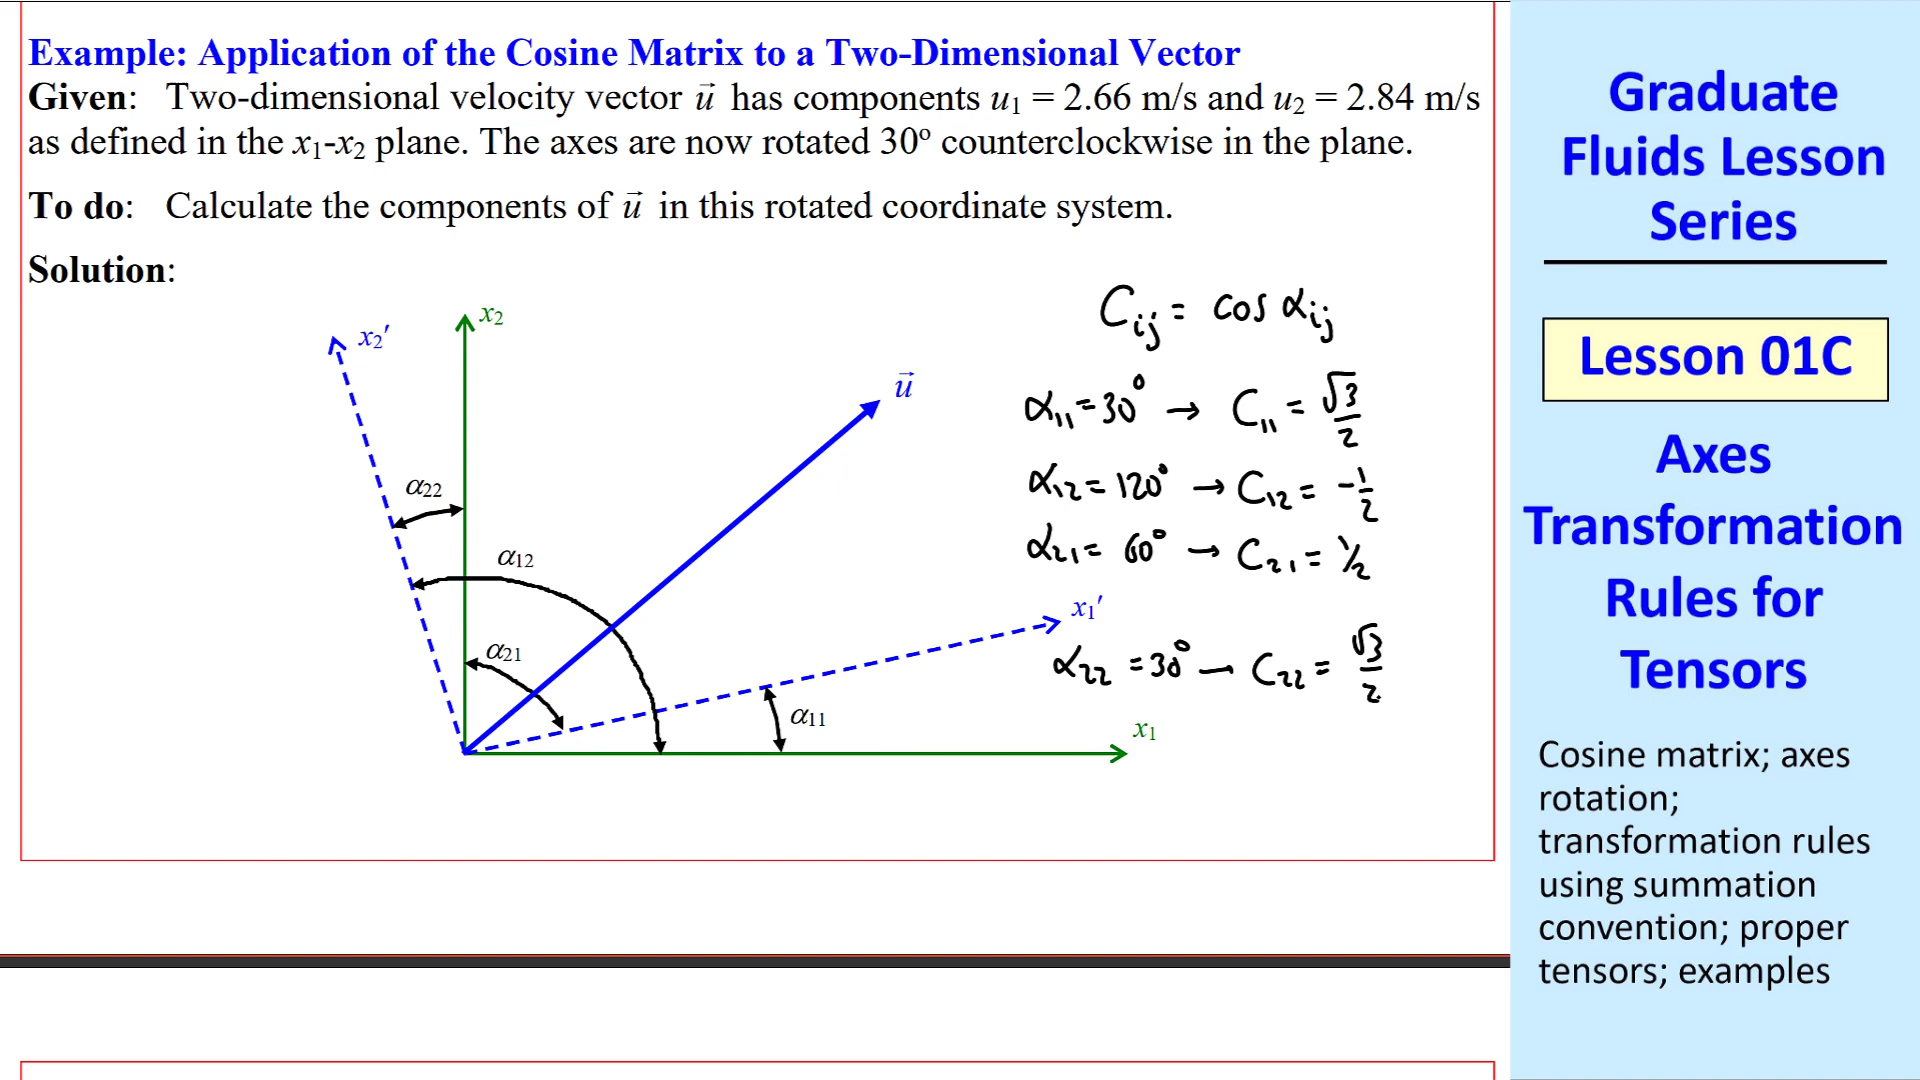 Example: Application of the Cosine Matrix to a Two-Dimensional Vector
Given: Two-dimensional velocity vector u⃗ has components u₁ = 2.66 m/s and u₂ = 2.84 m/s
as defined in the x₁-x₂ plane. The axes are now rotated 30º counterclockwise in the plane.
To do: Calculate the components of u⃗ in this rotated coordinate system.
Solution:
x₂
x₂′
u⃗
α₂₂
α₁₂
α₂₁
x₁′
α₁₁
x₁
Cᵢⱼ = cos αᵢⱼ
α₁₁ = 30° → C₁₁ = √3/2
α₁₂ = 120° → C₁₂ = -1/2
α₂₁ = 60° → C₂₁ = 1/2
α₂₂ = 30° — C₂₂ = √3/2
Graduate
Fluids Lesson
Series
Lesson 01C
Axes
Transformation
Rules for
Tensors
Cosine matrix; axes
rotation;
transformation rules
using summation
convention; proper
tensors; examples